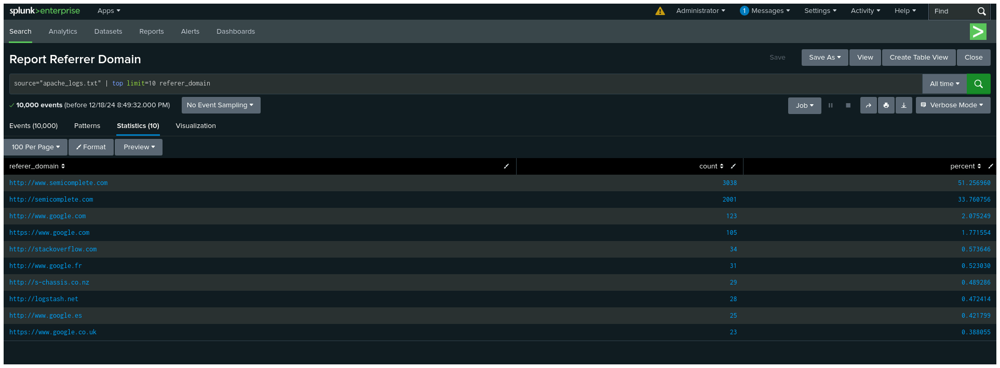 splunk>enterprise Apps Administrator 1 Messages Settings Activity Help Find
Search Analytics Datasets Reports Alerts Dashboards
Report Referrer Domain Save Save As View Create Table View Close
source="apache_logs.txt" | top limit=10 referer_domain All time
10,000 events (before 12/18/24 8:49:32.000 PM) No Event Sampling Job Verbose Mode
Events (10,000) Patterns Statistics (10) Visualization
100 Per Page Format Preview
referer_domain count percent
http://www.semicomplete.com 3038 51.256960
http://semicomplete.com 2001 33.760756
http://www.google.com 123 2.075249
https://www.google.com 105 1.771554
http://stackoverflow.com 34 0.573646
http://www.google.fr 31 0.523030
http://s-chassis.co.nz 29 0.489286
http://logstash.net 28 0.472414
http://www.google.es 25 0.421799
https://www.google.co.uk 23 0.388055